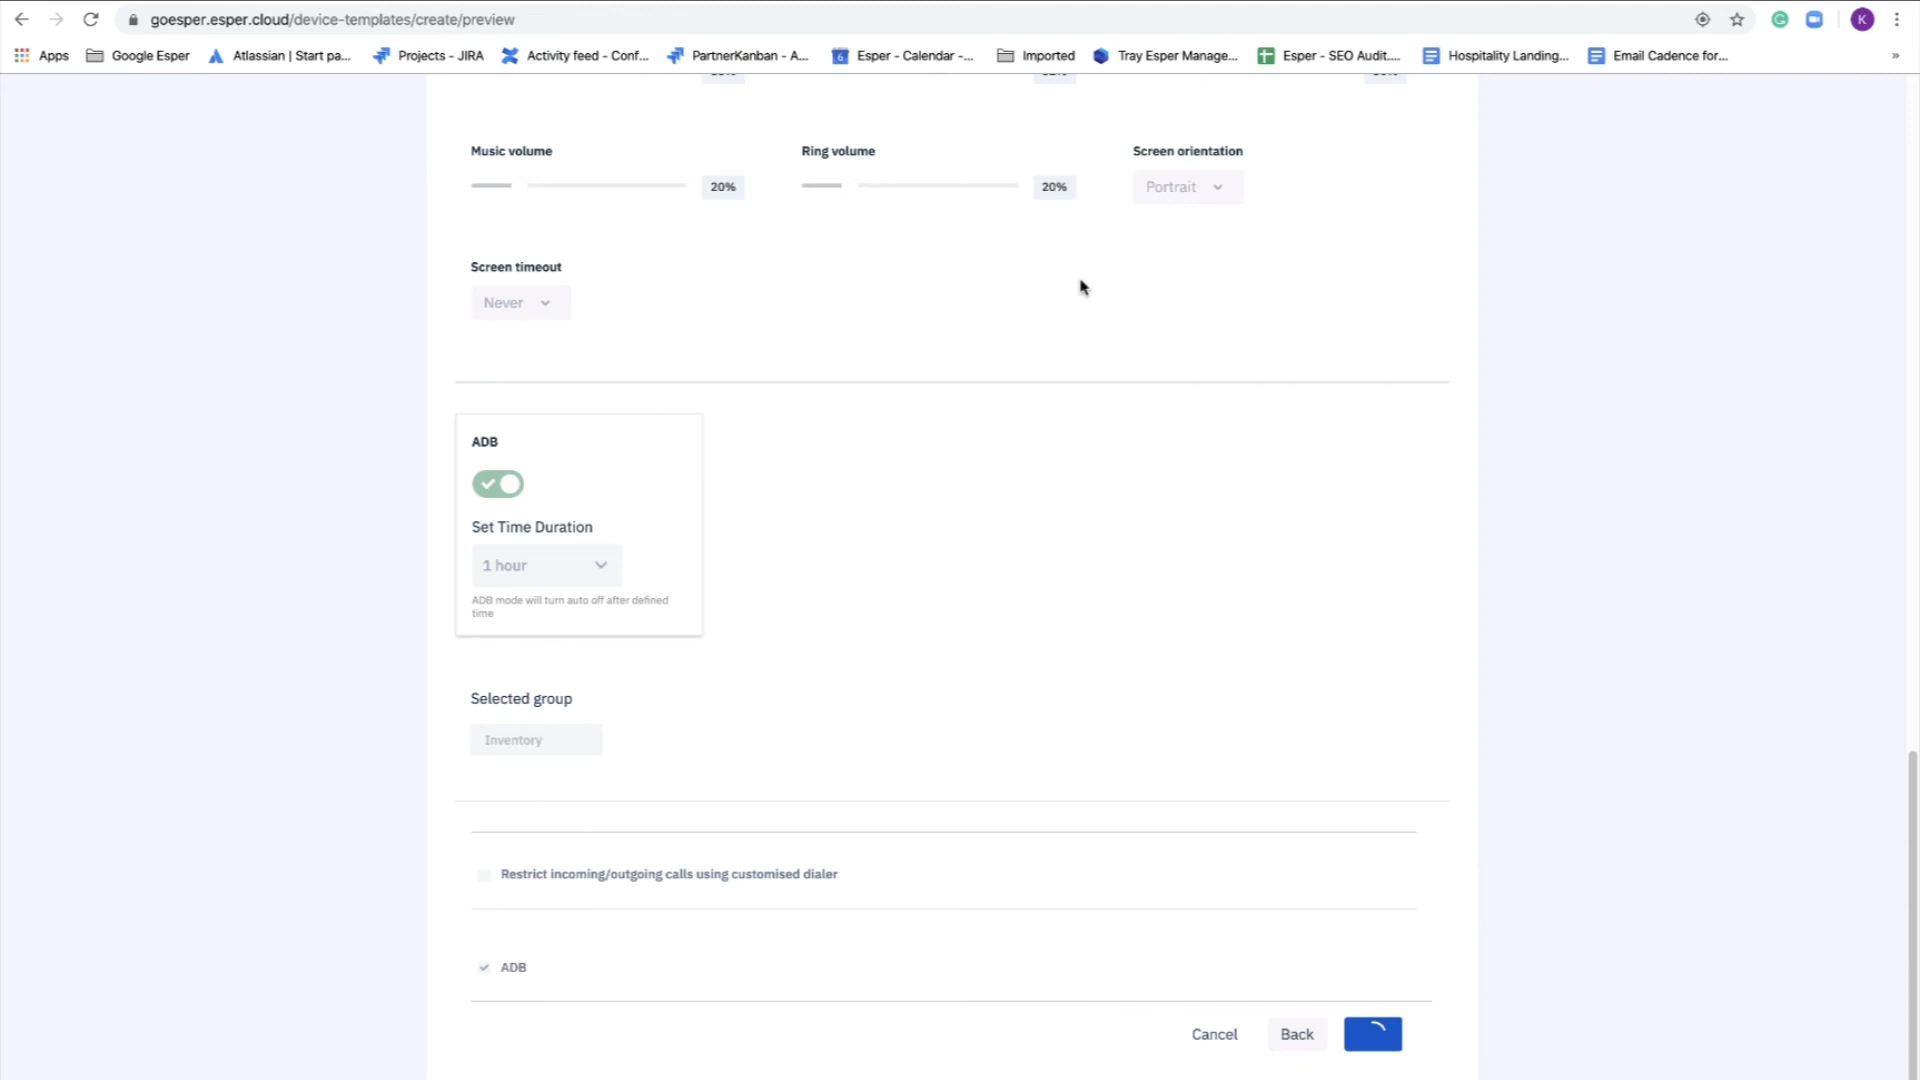 goesper.esper.cloud/device-templates/create/preview
K
Apps
Google Esper
Atlassian | Start pa...
Projects - JIRA
Activity feed - Conf...
PartnerKanban - A...
6
Esper - Calendar -...
Imported
Tray Esper Manage...
Esper - SEO Audit....
Hospitality Landing...
Email Cadence for...
»
Music volume
Ring volume
Screen orientation
20%
20%
Portrait
Screen timeout
Never
ADB
Set Time Duration
1 hour
ADB mode will turn auto off after defined
time
Selected group
Inventory
Restrict incoming/outgoing calls using customised dialer
ADB
Cancel
Back